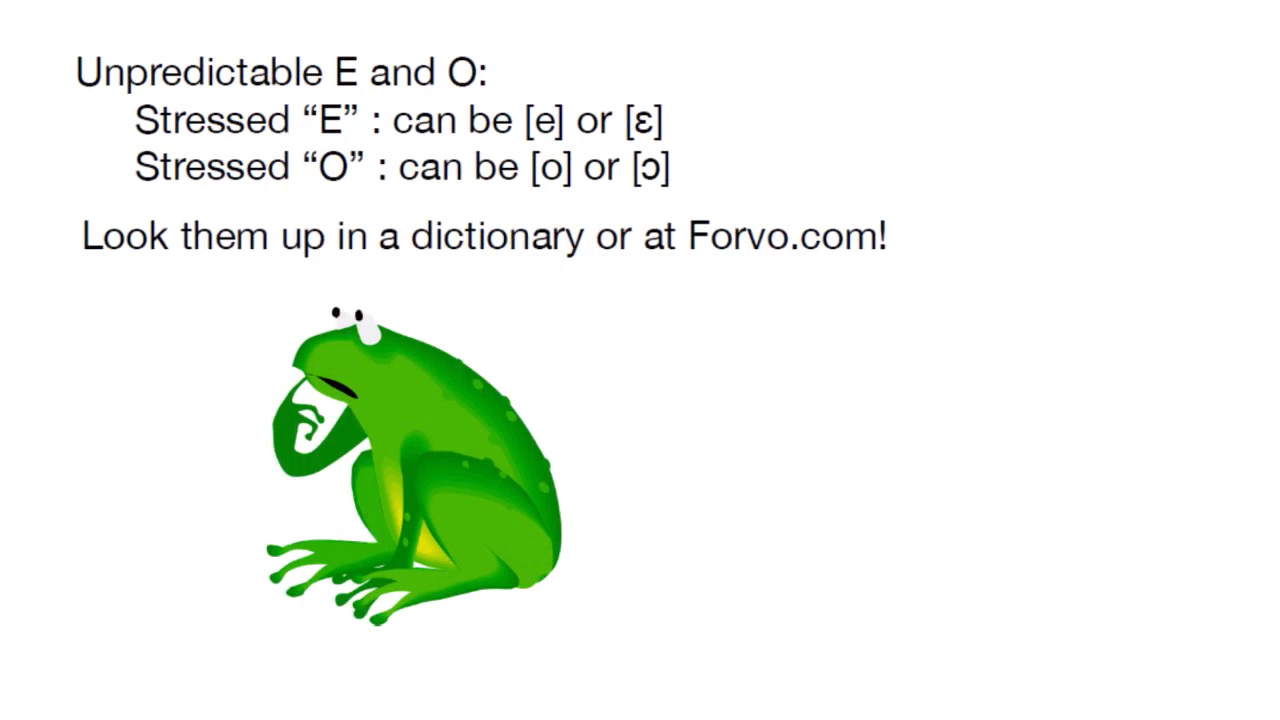 Unpredictable E and O:
Stressed “E” : can be [e] or [ɛ]
Stressed “O” : can be [o] or [ɔ]
Look them up in a dictionary or at Forvo.com!